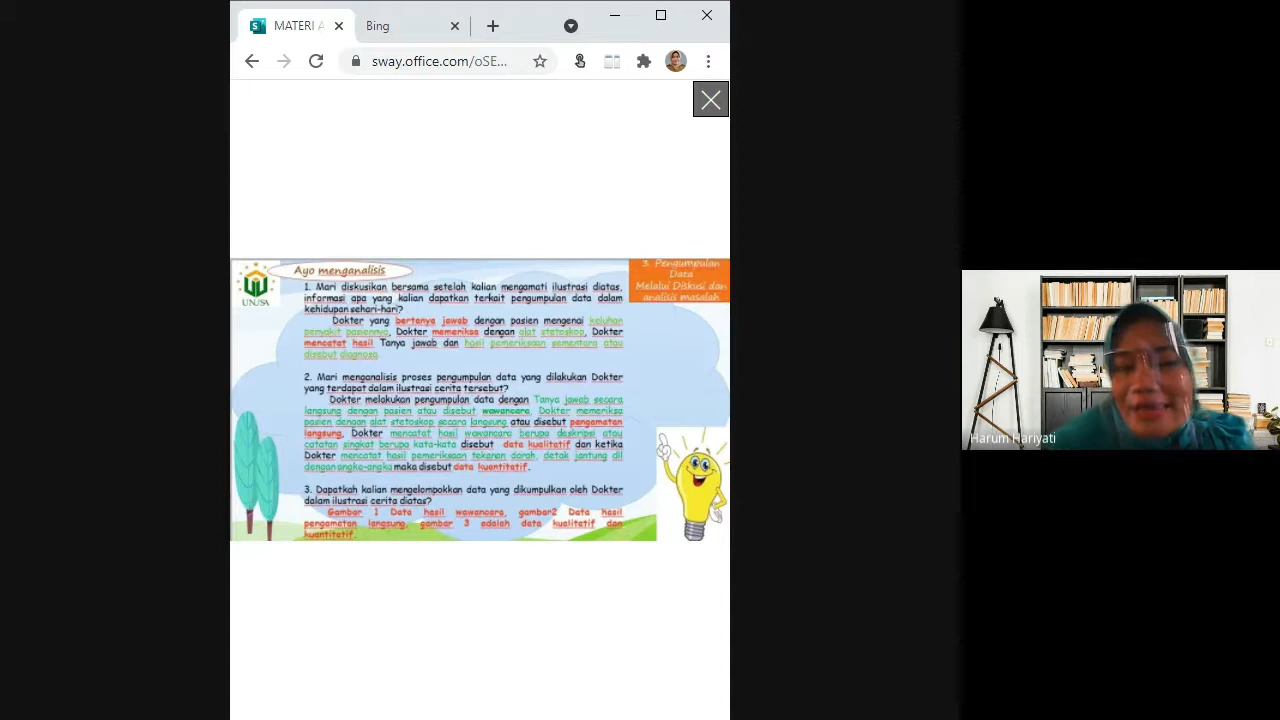 MATERI A
Bing
sway.office.com/oSE...
UNUSA
Ayo menganalisis
3. Pengumpulan
Data
Melalui Diskusi dan
analisis masalah
1. Mari diskusikan bersama setelah kalian mengamati ilustrasi diatas,
informasi apa yang kalian dapatkan terkait pengumpulan data dalam
kehidupan sehari-hari?
Dokter yang bertanya jawab dengan pasien mengenai keluhan
penyakit pasiennya, Dokter memeriksa dengan alat stetoskop, Dokter
mencatat hasil Tanya jawab dan hasil pemeriksaan sementara atau
disebut diagnosa.
2. Mari menganalisis proses pengumpulan data yang dilakukan Dokter
yang terdapat dalam ilustrasi cerita tersebut?
Dokter melakukan pengumpulan data dengan Tanya jawab secara
langsung dengan pasien atau disebut wawancara, Dokter memeriksa
pasien dengan alat stetoskop secara langsung atau disebut pengamatan
langsung, Dokter mencatat hasil wawancara berupa deskripsi atau
catatan singkat berupa kata-kata disebut data kualitatif dan ketika
Dokter mencatat hasil pemeriksaan tekanan darah, detak jantung dll
dengan angka-angka maka disebut data kuantitatif.
3. Dapatkah kalian mengelompokkan data yang dikumpulkan oleh Dokter
dalam ilustrasi cerita diatas?
Gambar 1 Data hasil wawancara, gambar2 Data hasil
pengamatan langsung, gambar 3 adalah data kualitatif dan
kuantitatif.
Harum Hariyati